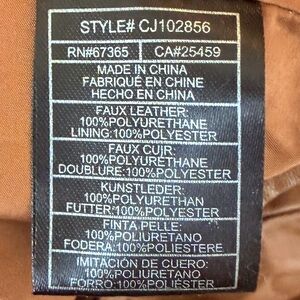 STYLE# CJ102856
RN#67365 CA#25459
MADE IN CHINA
FABRIQUÉ EN CHINE
HECHO EN CHINA
FAUX LEATHER:
100%POLYURETHANE
LINING:100%POLYESTER
FAUX CUIR:
100%POLYURÉTHANE
DOUBLURE:100%POLYESTER
KUNSTLEDER:
100%POLYURETHAN
FUTTER:100%POLYESTER
FINTA PELLE:
100%POLIURETANO
FODERA:100%POLIESTERE
IMITACIÓN DE CUERO:
100%POLIURETANO
FORRO:100%POLIÉSTER